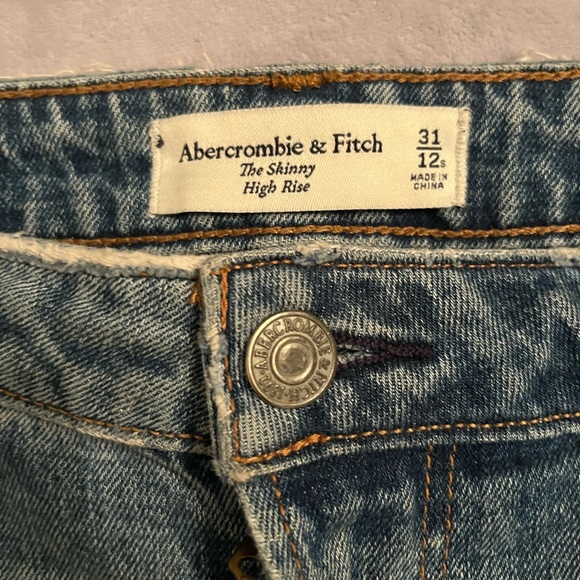 Abercrombie & Fitch
The Skinny
High Rise
31
12s
MADE IN
CHINA
ABERCROMBIE & FITCH